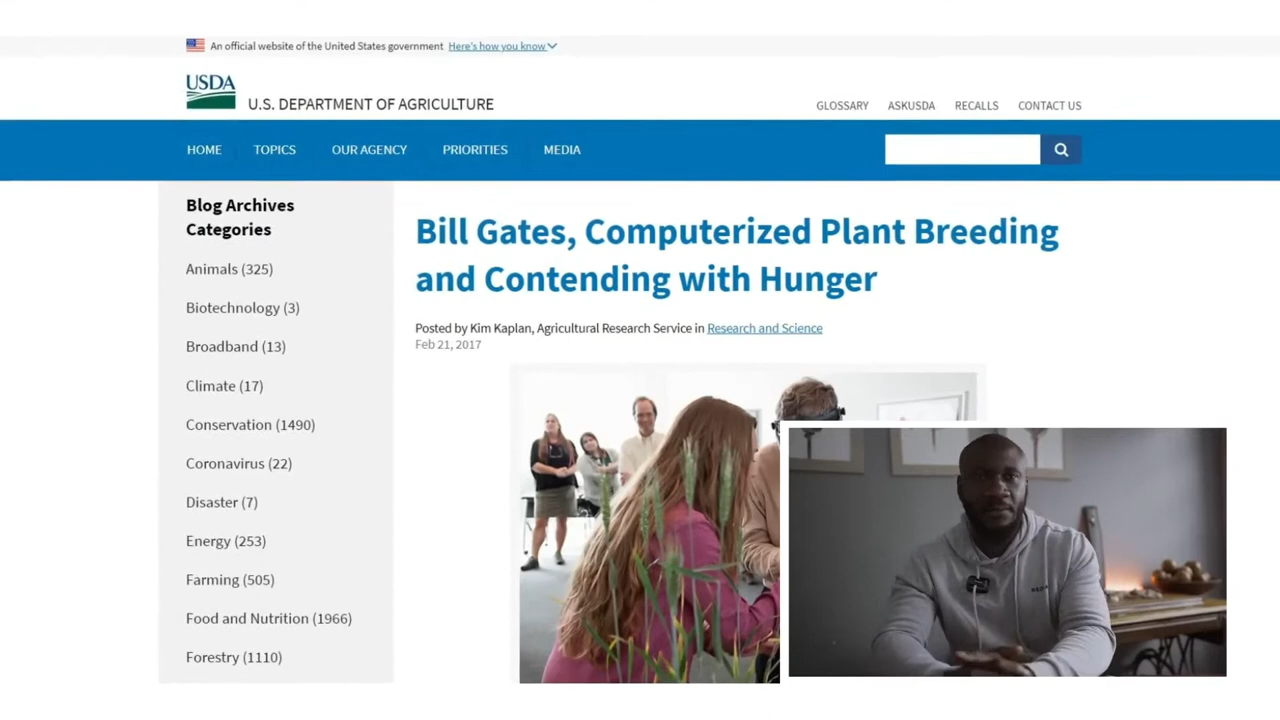 An official website of the United States government Here's how you know
USDA
U.S. DEPARTMENT OF AGRICULTURE
GLOSSARY ASKUSDA RECALLS CONTACT US
HOME TOPICS OUR AGENCY PRIORITIES MEDIA
Blog Archives
Categories
Animals (325)
Biotechnology (3)
Broadband (13)
Climate (17)
Conservation (1490)
Coronavirus (22)
Disaster (7)
Energy (253)
Farming (505)
Food and Nutrition (1966)
Forestry (1110)
Bill Gates, Computerized Plant Breeding
and Contending with Hunger
Posted by Kim Kaplan, Agricultural Research Service in Research and Science
Feb 21, 2017